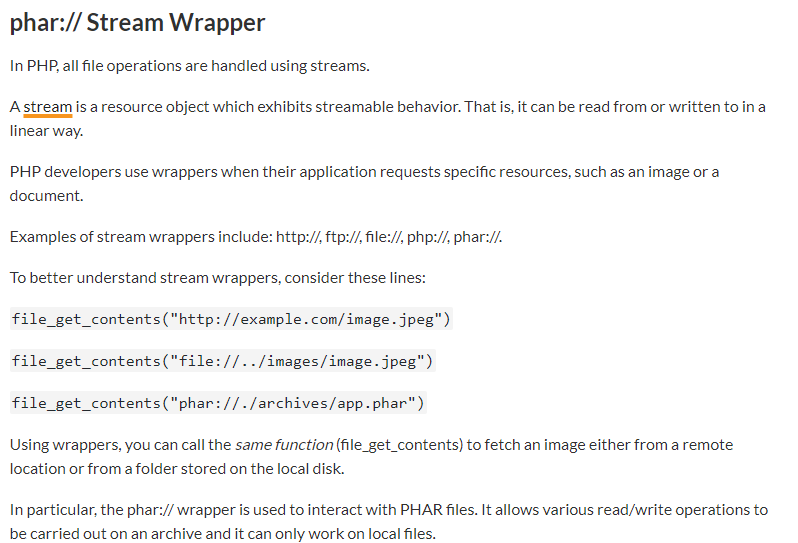 phar:// Stream Wrapper
In PHP, all file operations are handled using streams.
A stream is a resource object which exhibits streamable behavior. That is, it can be read from or written to in a
linear way.
PHP developers use wrappers when their application requests specific resources, such as an image or a
document.
Examples of stream wrappers include: http://, ftp://, file://, php://, phar://.
To better understand stream wrappers, consider these lines:
file_get_contents("http://example.com/image.jpeg")
file_get_contents("file://../images/image.jpeg")
file_get_contents("phar://./archives/app.phar")
Using wrappers, you can call the same function (file_get_contents) to fetch an image either from a remote
location or from a folder stored on the local disk.
In particular, the phar:// wrapper is used to interact with PHAR files. It allows various read/write operations to
be carried out on an archive and it can only work on local files.